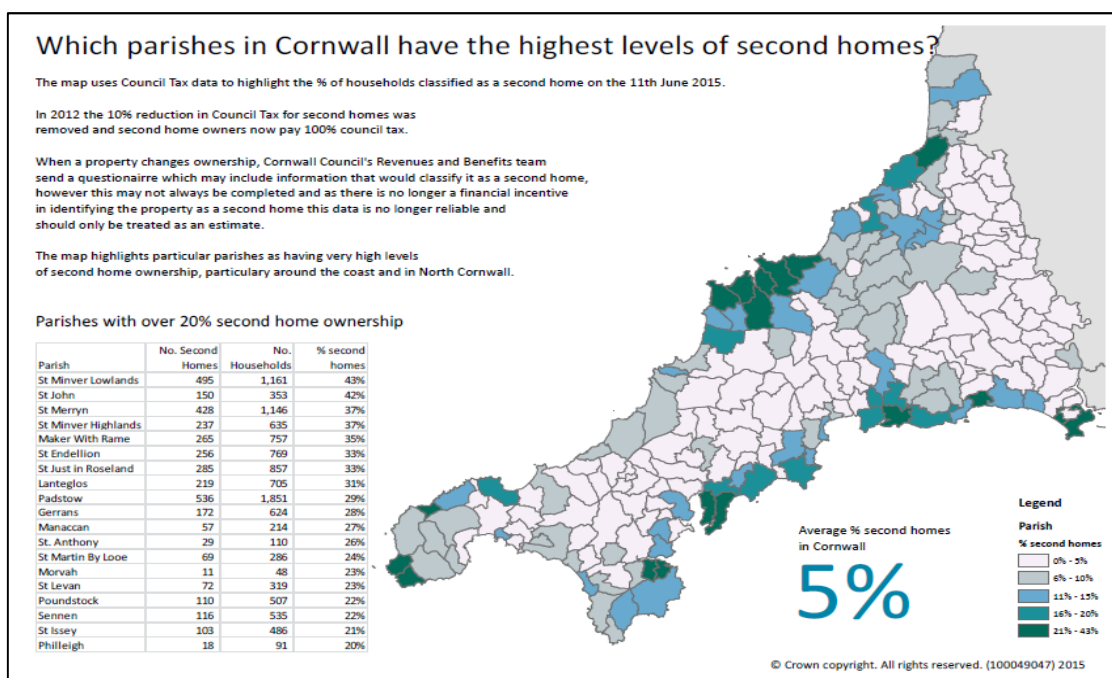 Which parishes in Cornwall have the highest levels of second homes?
The map uses Council Tax data to highlight the % of households classified as a second home on the 11th June 2015.
In 2012 the 10% reduction in Council Tax for second homes was
removed and second home owners now pay 100% council tax.
When a property changes ownership, Cornwall Council's Revenues and Benefits team
send a questionairre which may include information that would classify it as a second home,
however this may not always be completed and as there is no longer a financial incentive
in identifying the property as a second home this data is no longer reliable and
should only be treated as an estimate.
The map highlights particular parishes as having very high levels
of second home ownership, particulary around the coast and in North Cornwall.
Parishes with over 20% second home ownership
No. Second No. % second
Parish Homes Households homes
St Minver Lowlands 495 1,161 43%
St John 150 353 42%
St Merryn 428 1,146 37%
St Minver Highlands 237 635 37%
Maker With Rame 265 757 35%
St Endellion 256 769 33%
St Just in Roseland 285 857 33%
Lanteglos 219 705 31%
Padstow 536 1,851 29%
Gerrans 172 624 28%
Manaccan 57 214 27%
St. Anthony 29 110 26%
St Martin By Looe 69 286 24%
Morvah 11 48 23%
St Levan 72 319 23%
Poundstock 110 507 22%
Sennen 116 535 22%
St Issey 103 486 21%
Philleigh 18 91 20%
Average % second homes
in Cornwall
5%
Legend
Parish
% second homes
0% - 5%
6% - 10%
11% - 15%
16% - 20%
21% - 43%
© Crown copyright. All rights reserved. (100049047) 2015